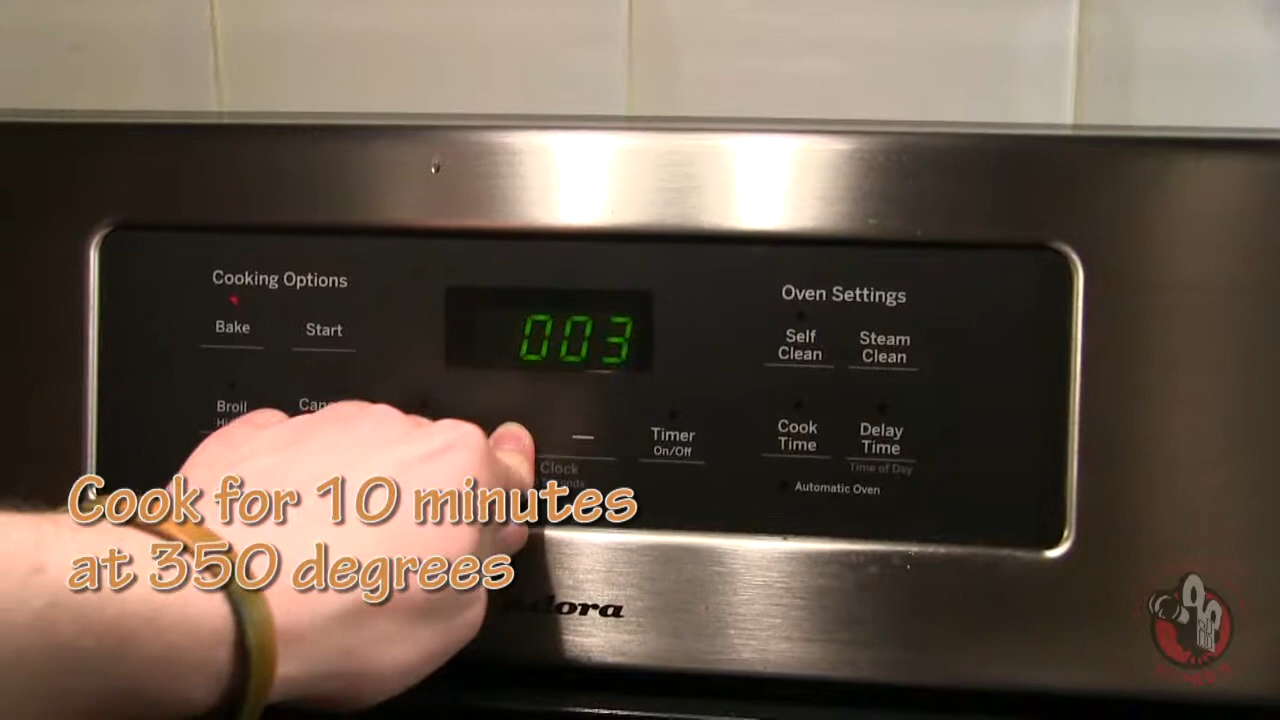 Cooking Options
Bake
Start
003
Oven Settings
Self
Clean
Steam
Clean
Broil
Timer
On/Off
Cook
Time
Delay
Time
Time of Day
Clock
Automatic Oven
Cook for 10 minutes
at 350 degrees